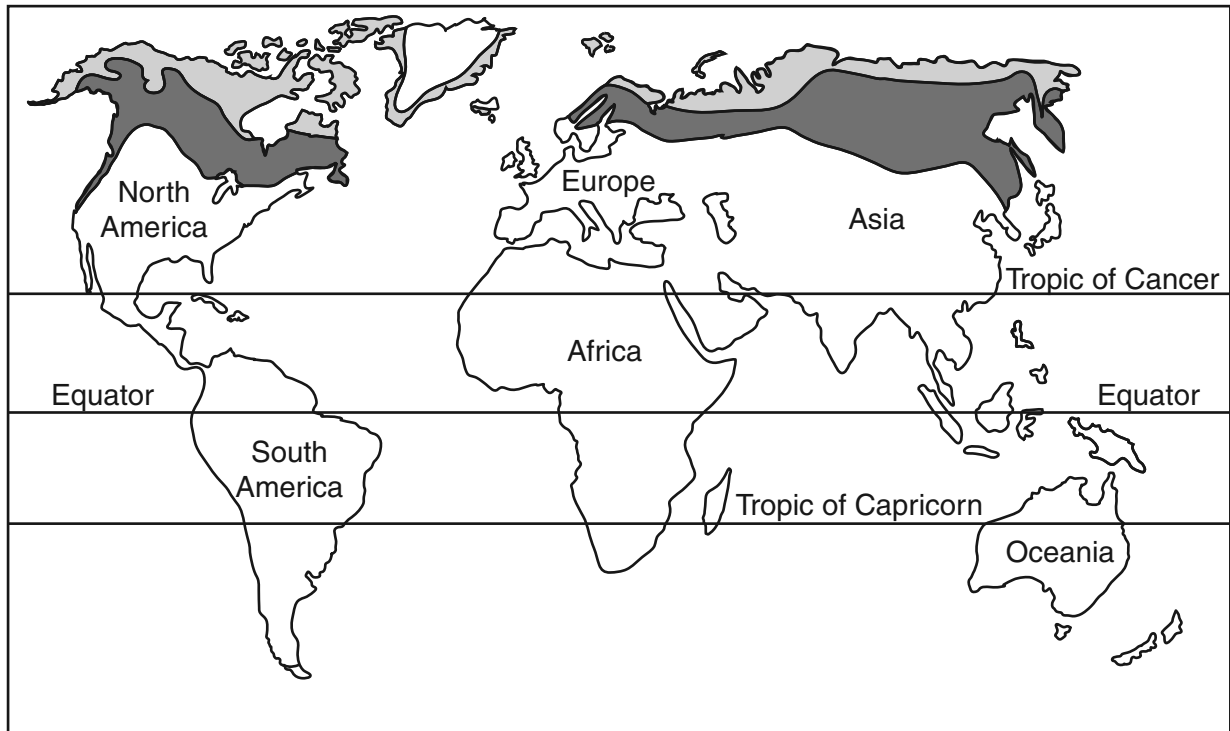 North
America
Europe
Asia
Tropic of Cancer
Africa
Equator
Equator
South
America
Tropic of Capricorn
Oceania